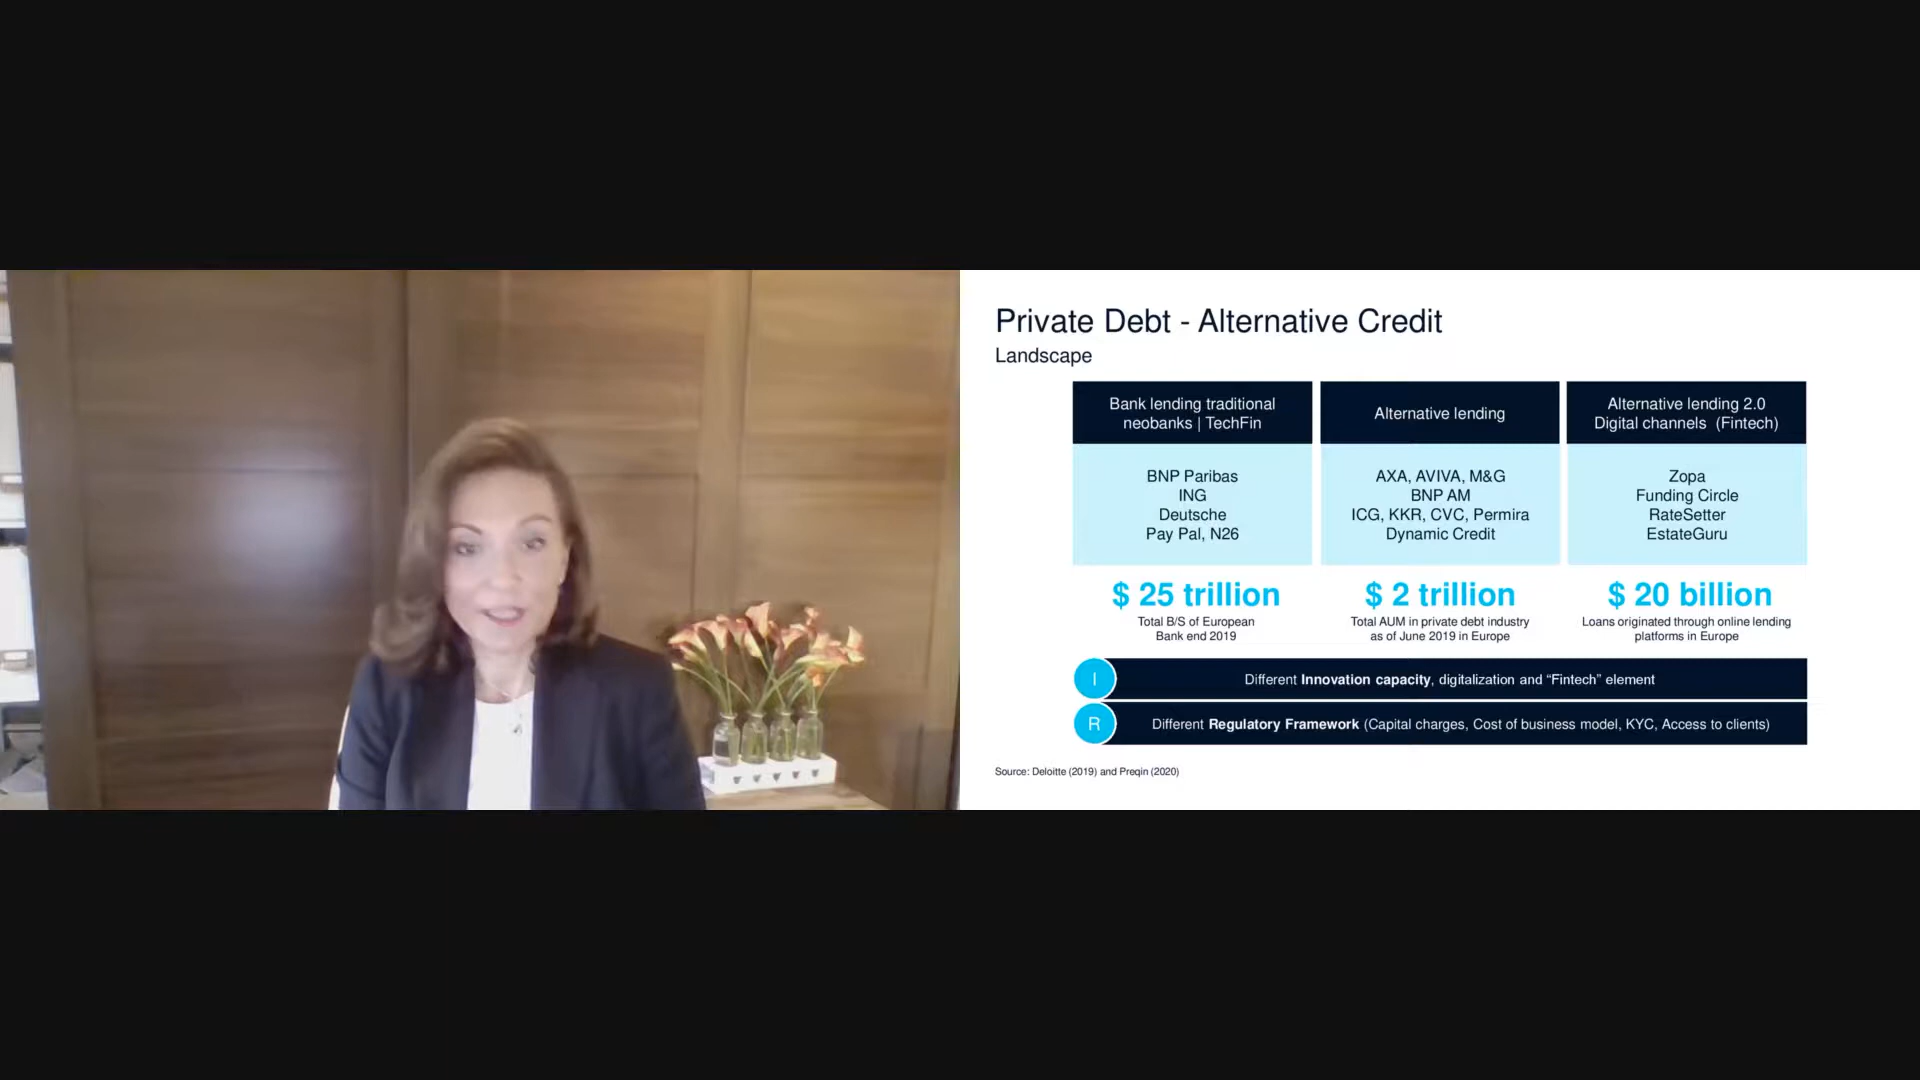 Private Debt - Alternative Credit
Landscape
Bank lending traditional
neobanks | TechFin
BNP Paribas
ING
Deutsche
Pay Pal, N26
$ 25 trillion
Total B/S of European
Bank end 2019
Alternative lending
AXA, AVIVA, M&G
BNP AM
ICG, KKR, CVC, Permira
Dynamic Credit
$ 2 trillion
Total AUM in private debt industry
as of June 2019 in Europe
Alternative lending 2.0
Digital channels (Fintech)
Zopa
Funding Circle
RateSetter
EstateGuru
$ 20 billion
Loans originated through online lending
platforms in Europe
I
Different Innovation capacity, digitalization and “Fintech” element
R
Different Regulatory Framework (Capital charges, Cost of business model, KYC, Access to clients)
Source: Deloitte (2019) and Preqin (2020)